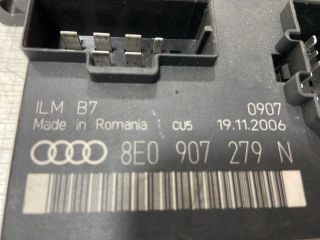 ILM B7 0907
Made in Romania CU5 19.11.2006
8E0 907 279 N